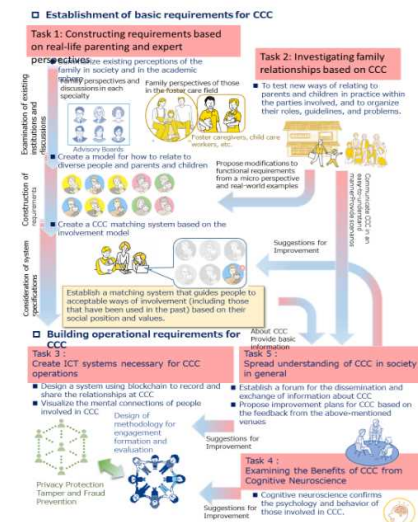 Establishment of basic requirements for CCC
Task 1: Constructing requirements based
on real-life parenting and expert
perspectives
existing perceptions of the
family in society and in the academic
Family perspectives and
discussions in each
specialty
Family perspectives of those
in the foster care field
Advisory Boards
Foster caregivers, child care
workers, etc.
Examination of existing
institutions and
discussions
Create a model for how to relate to
diverse people and parents and children
Construction of
requirements
Create a CCC matching system based on the
involvement model
Consideration of system
specifications
Establish a matching system that guides people to
acceptable ways of involvement (including those
that have been used in the past) based on their
social position and values.
Task 2: Investigating family
relationships based on CCC
To test new ways of relating to
parents and children in practice within
the parties involved, and to organize
their roles, guidelines, and problems.
Propose modifications to
functional requirements
from a micro perspective
and real-world examples
Communicate CCC in an
easy-to-understand
manner/Provide scenarios
Suggestions for
Improvement
Building operational requirements for
CCC
About CCC
Provide basic
information
Task 3 :
Create ICT systems necessary for CCC
operations
Design a system using blockchain to record and
share the relationships at CCC
Visualize the mental connections of people
involved in CCC
Design of
methodology for
engagement
formation and
evaluation
Privacy Protection
Tamper and Fraud
Prevention
Task 5 :
Spread understanding of CCC in society
in general
Establish a forum for the dissemination and
exchange of information about CCC
Propose improvement plans for CCC based on
the feedback from the above-mentioned
venues
Suggestions for
Improvement
Task 4 :
Examining the Benefits of CCC from
Cognitive Neuroscience
Cognitive neuroscience confirms
the psychology and behavior of
those involved in CCC.
Suggestions for
Improvement